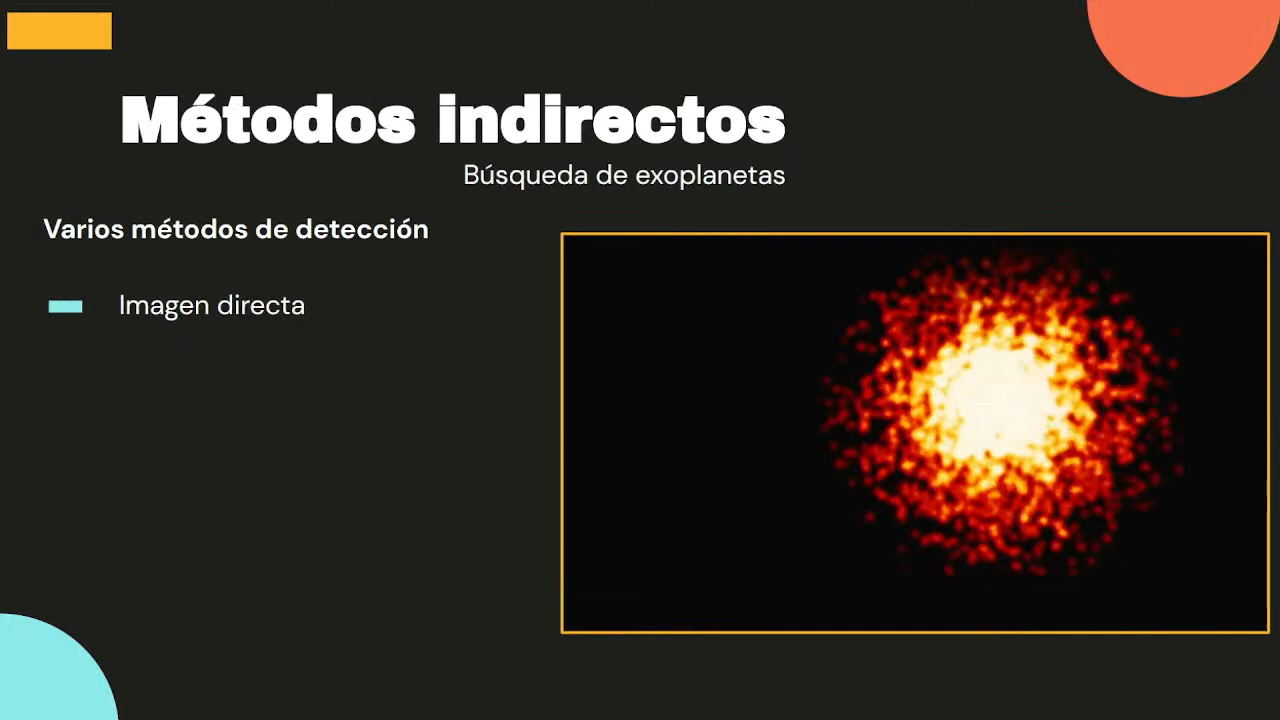 Métodos indirectos
Búsqueda de exoplanetas
Varios métodos de detección
Imagen directa